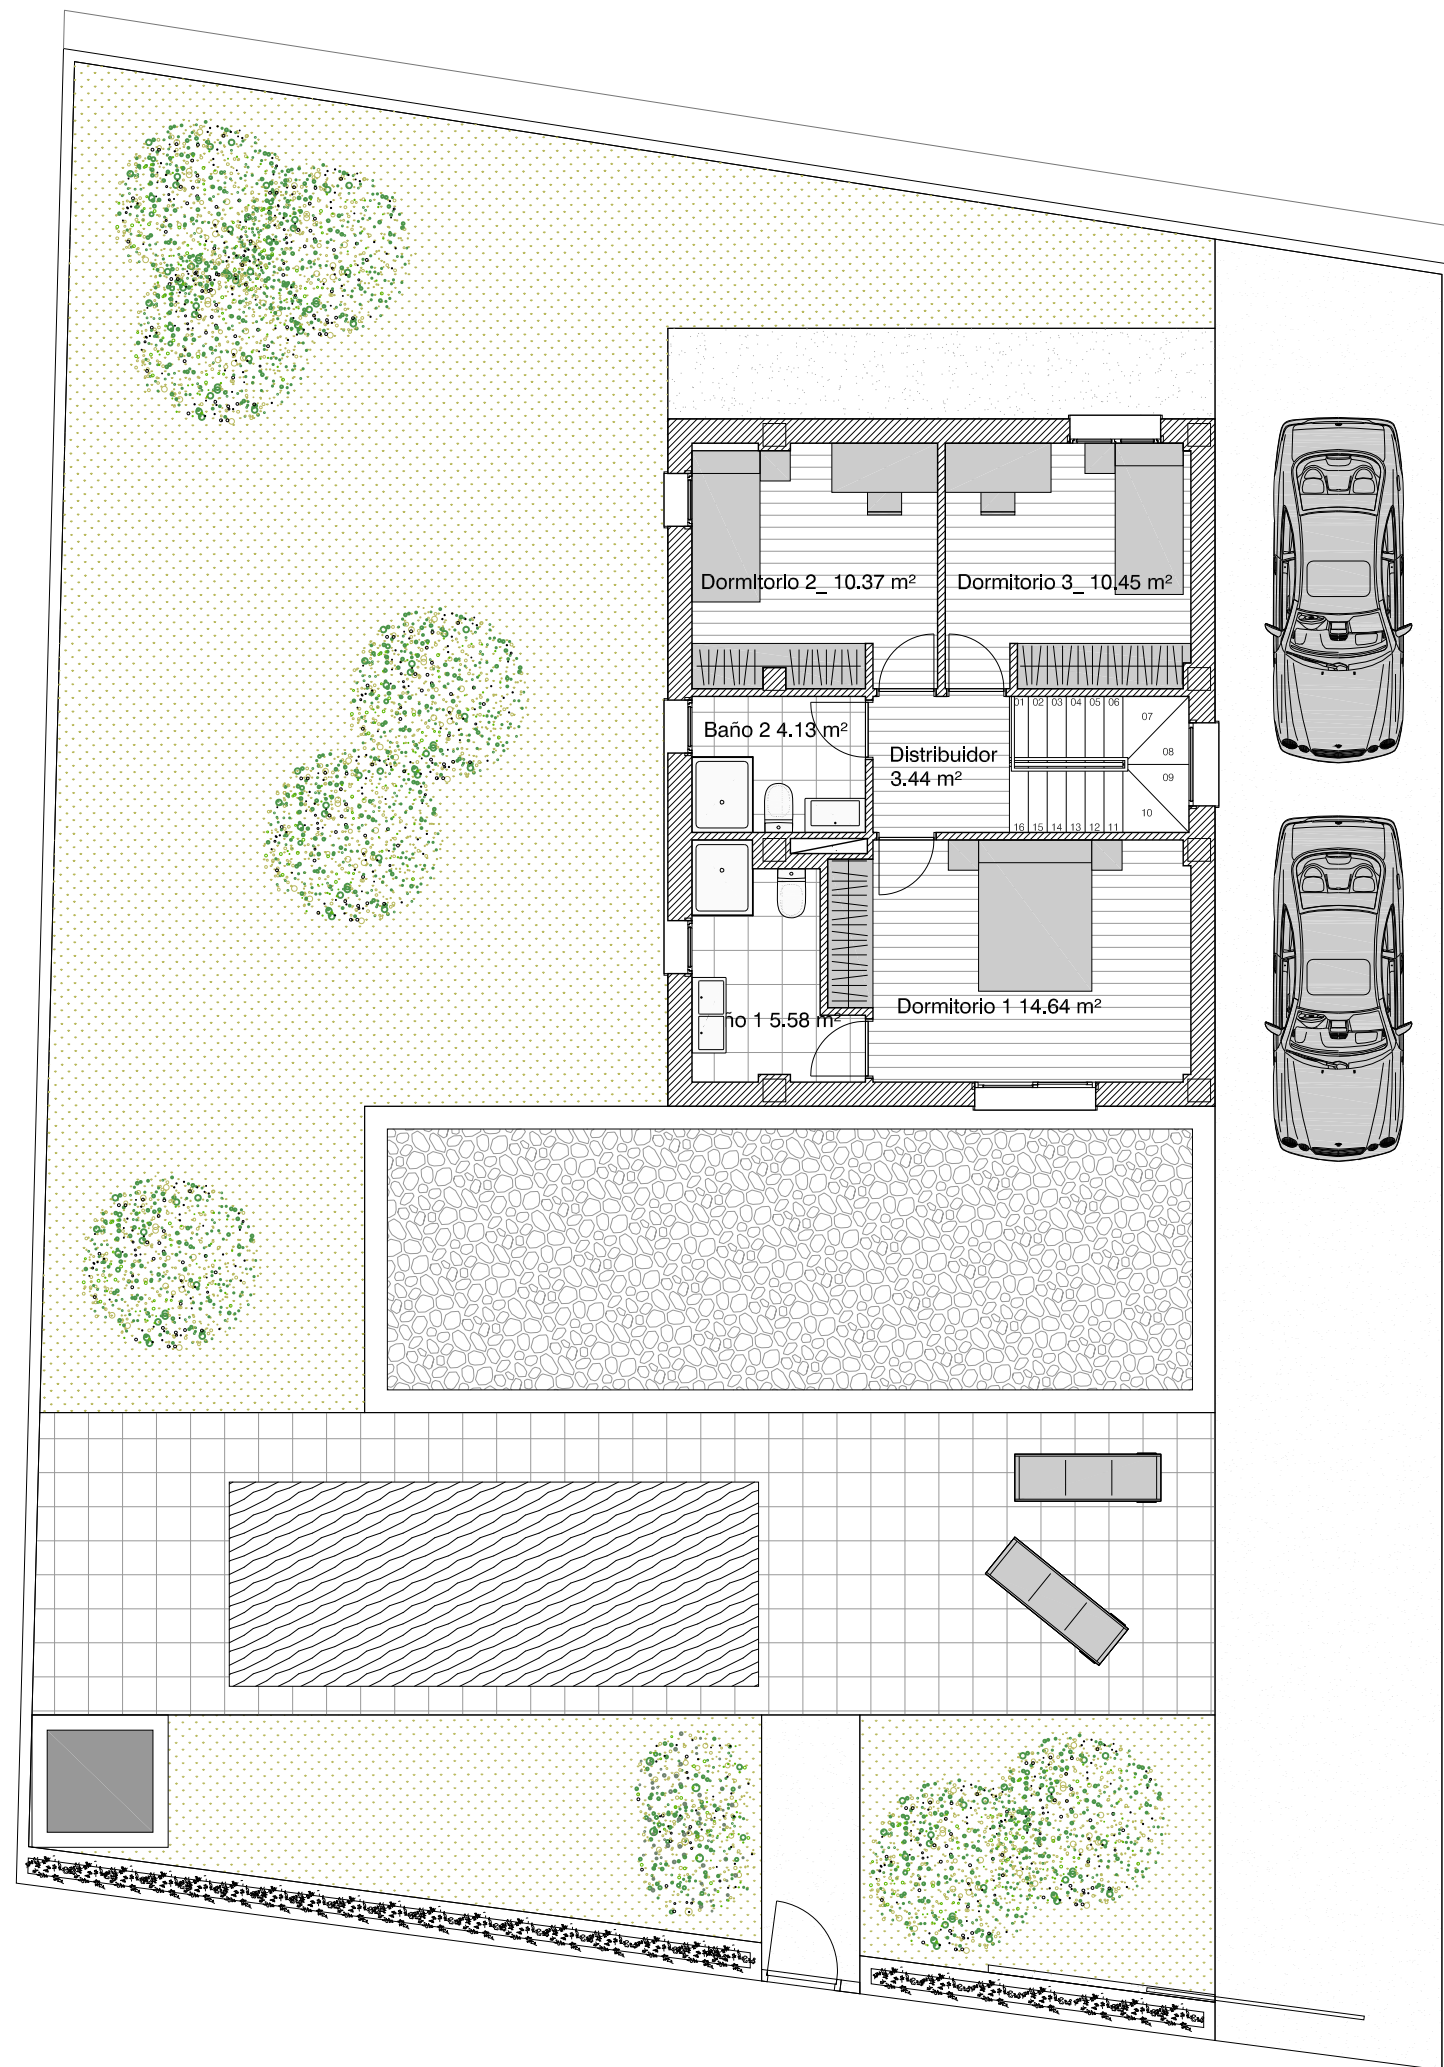 Dormitorio 2_ 10.37 m²
Dormitorio 3_ 10.45 m²
01 02 03 04 05 06
07
Baño 2 4.13 m²
Distribuidor
3.44 m²
08
09
10
16 15 14 13 12 11
Dormitorio 1 14.64 m²
ño 1 5.58 m²